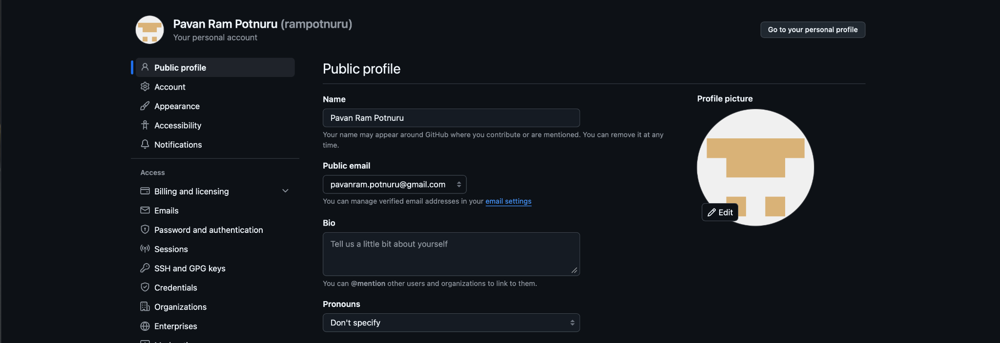 Pavan Ram Potnuru (rampotnuru)
Your personal account
Go to your personal profile
Public profile
Account
Appearance
Accessibility
Notifications
Access
Billing and licensing
Emails
Password and authentication
Sessions
SSH and GPG keys
Credentials
Organizations
Enterprises
Public profile
Name
Pavan Ram Potnuru
Your name may appear around GitHub where you contribute or are mentioned. You can remove it at any
time.
Public email
pavanram.potnuru@gmail.com
You can manage verified email addresses in your email settings
Bio
Tell us a little bit about yourself
You can @mention other users and organizations to link to them.
Pronouns
Don't specify
Profile picture
Edit